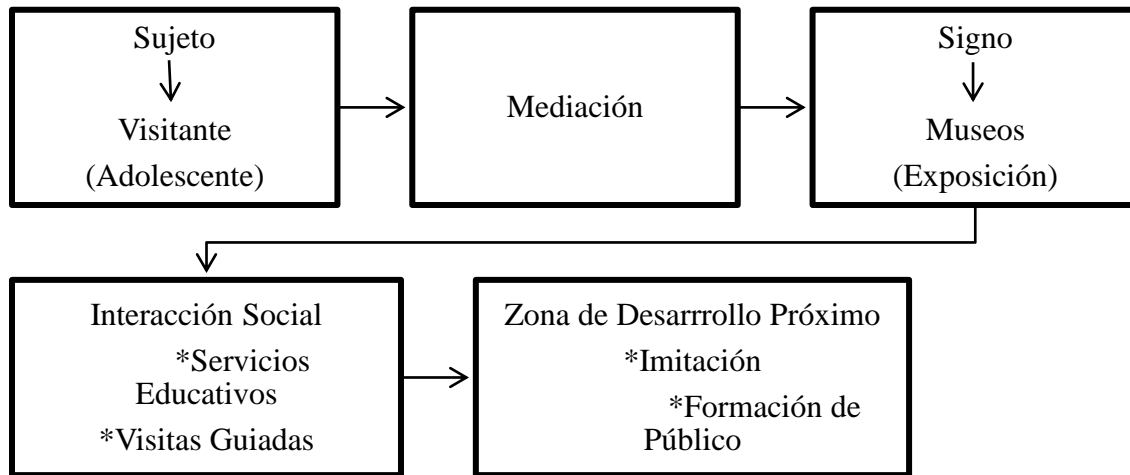 Sujeto
Visitante
(Adolescente)
Mediación
Signo
Museos
(Exposición)
Interacción Social
*Servicios
Educativos
*Visitas Guiadas
Zona de Desarrrollo Próximo
*Imitación
*Formación de
Público